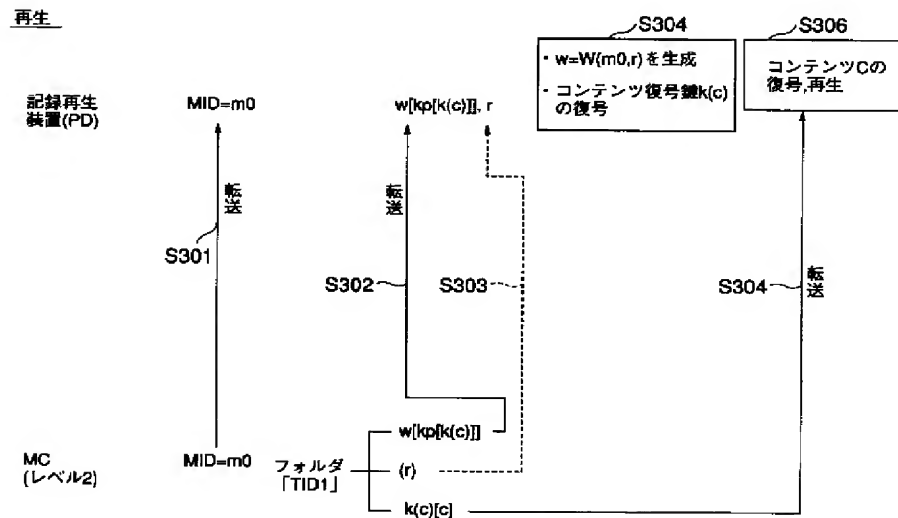 再生
S304
・ w=W(m0,r)を生成
・ コンテンツ復号鍵k(c)
の復号
S306
コンテンツCの
復号,再生
記録再生
装置(PD)
MID=m0
w[kp[k(c)]], r
転送
S301
転送
S302
S303
S304
転送
w[kp[k(c)]]
MC
(レベル2)
MID=m0
フォルダ
「TID1」
(r)
k(c)[c]